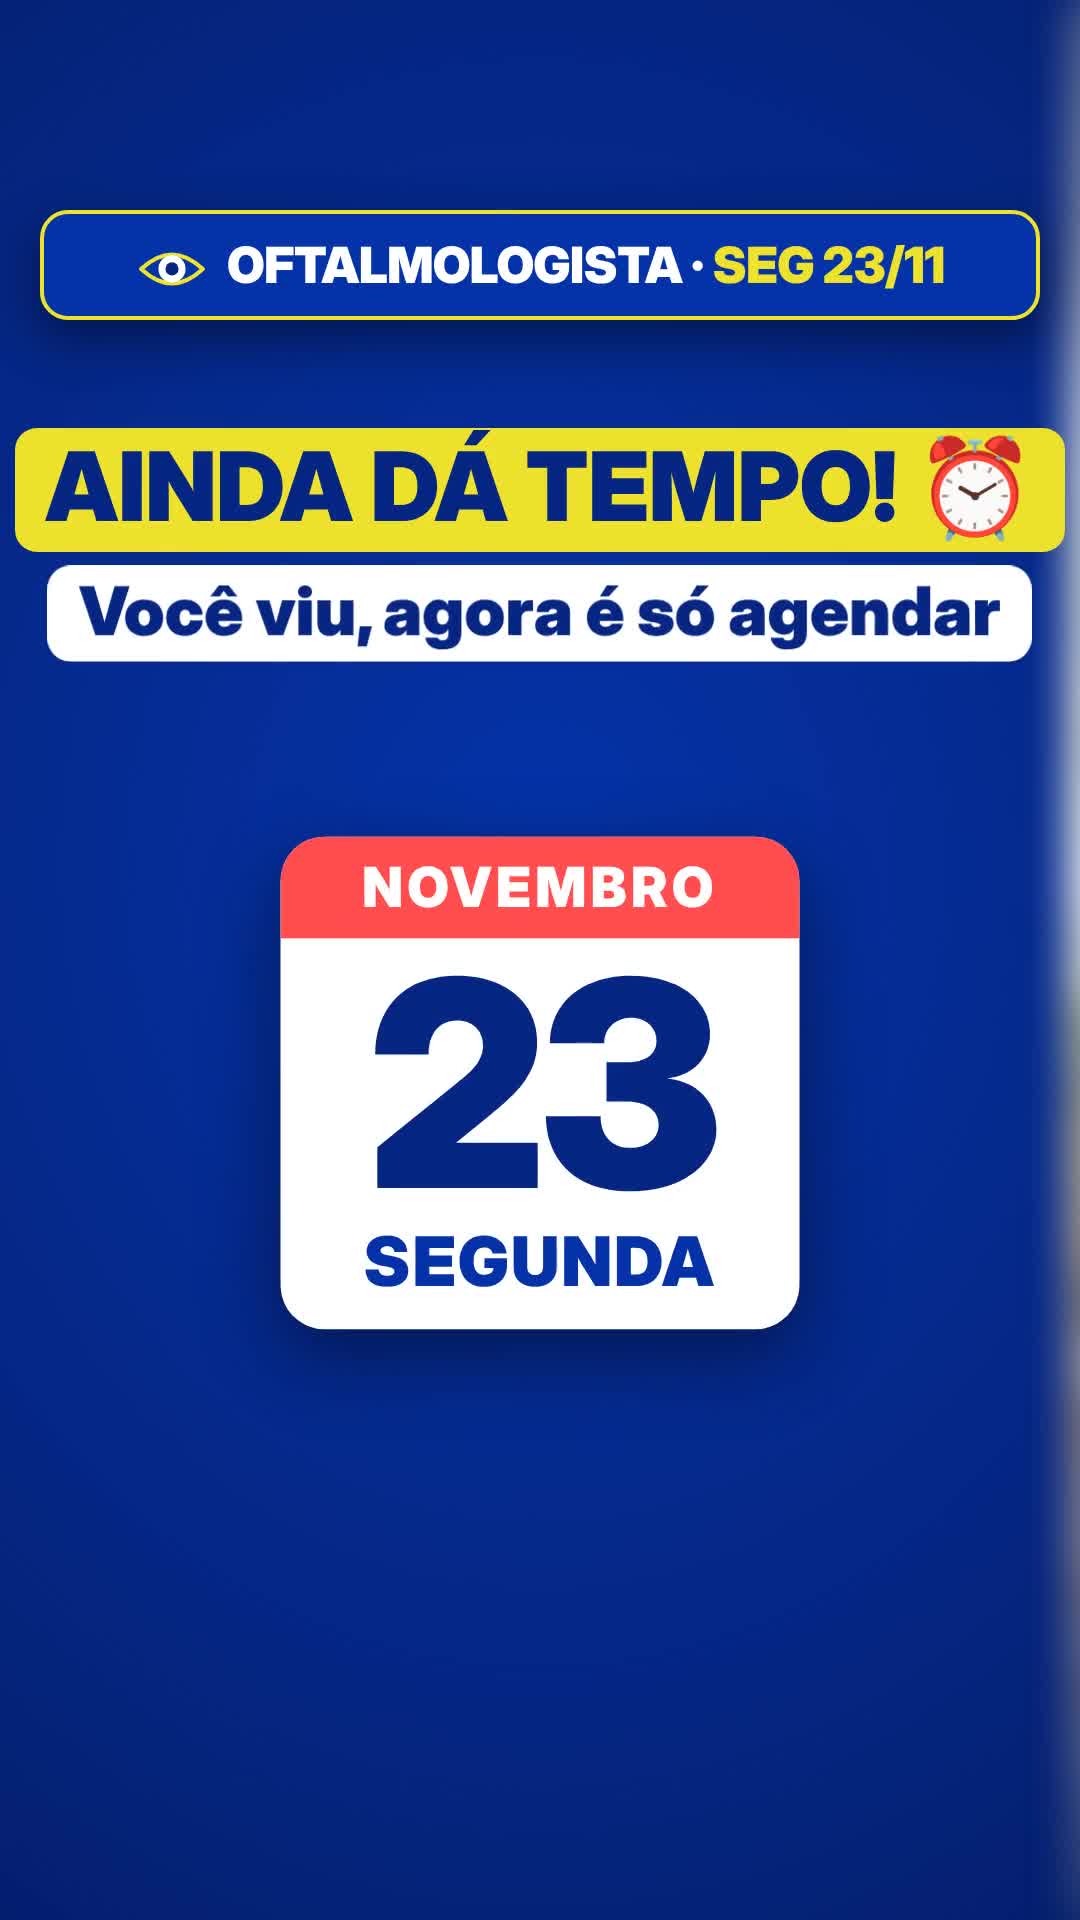 OFTALMOLOGISTA · SEG 23/11
AINDA DÁ TEMPO! ⏰
Você viu, agora é só agendar
NOVEMBRO
23
SEGUNDA